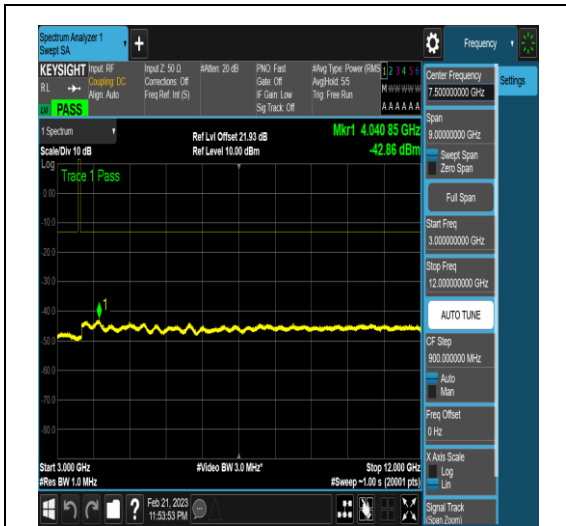 Spectrum Analyzer 1
Swept SA
Frequency
KEYSIGHT
RL
Input: RF
Coupling: DC
Align: Auto
Input Z: 50 Ω
Corrections: Off
Freq Ref: Int (S)
#Atten: 20 dB
PNO: Fast
Gate: Off
IF Gain: Low
Sig Track: Off
#Avg Type: Power (RMS
Avg|Hold: 5/5
Trig: Free Run
1 2 3 4 5 6
M W W W W W
A A A A A A
PASS
Center Frequency
7.500000000 GHz
Settings
Span
9.00000000 GHz
Swept Span
Zero Span
Full Span
Start Freq
3.000000000 GHz
Stop Freq
12.000000000 GHz
AUTO TUNE
CF Step
900.000000 MHz
Auto
Man
Freq Offset
0 Hz
X Axis Scale
Log
Lin
Signal Track
(Span Zoom)
1 Spectrum
Scale/Div 10 dB
Ref Lvl Offset 21.93 dB
Ref Level 10.00 dBm
Mkr1 4.040 85 GHz
-42.86 dBm
Log
Trace 1 Pass
0.00
-10.0
-20.0
-30.0
-40.0
-50.0
-60.0
-70.0
-80.0
1
Start 3.000 GHz
#Res BW 1.0 MHz
#Video BW 3.0 MHz*
Stop 12.000 GHz
#Sweep ~1.00 s (20001 pts)
Feb 21, 2023
11:53:53 PM